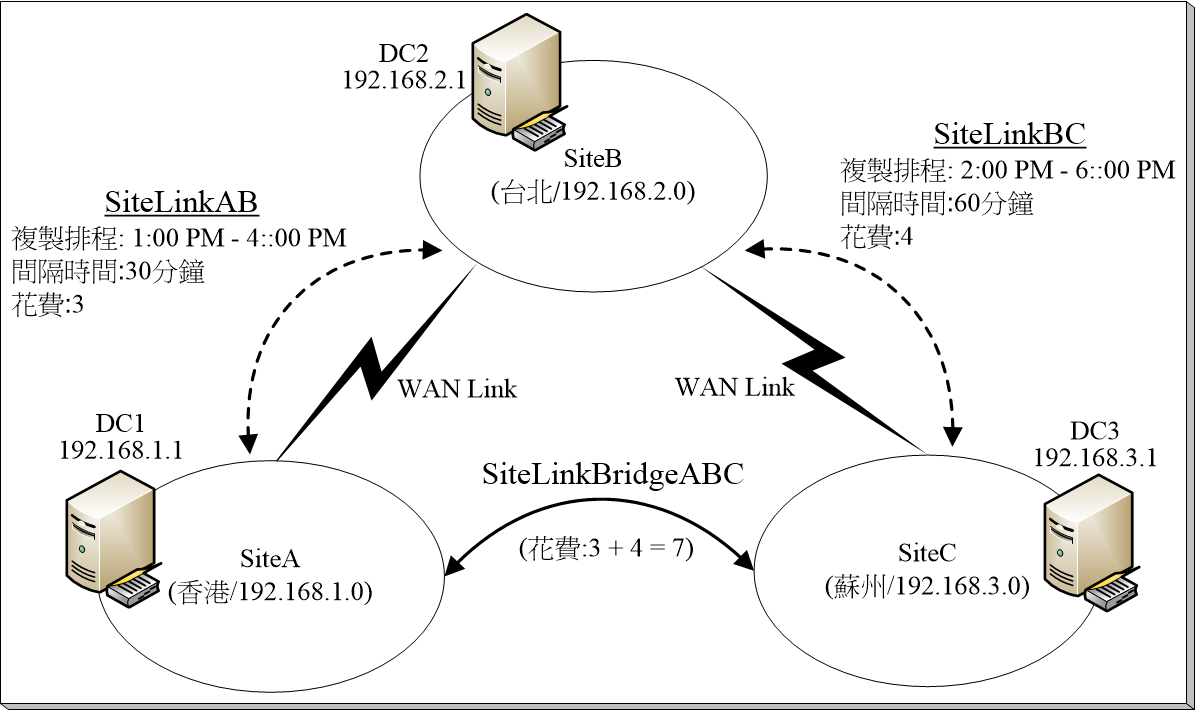 DC2
192.168.2.1
SiteB
(台北/192.168.2.0)
SiteLinkBC
複製排程: 2:00 PM - 6::00 PM
間隔時間:60分鐘
花費:4
SiteLinkAB
複製排程: 1:00 PM - 4::00 PM
間隔時間:30分鐘
花費:3
WAN Link
WAN Link
DC1
192.168.1.1
SiteA
(香港/192.168.1.0)
SiteLinkBridgeABC
(花費:3 + 4 = 7)
DC3
192.168.3.1
SiteC
(蘇州/192.168.3.0)